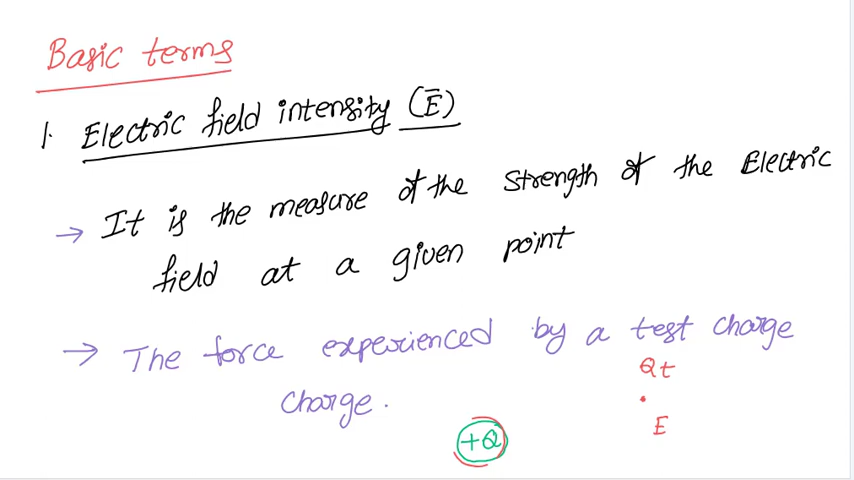 Basic terms
1. Electric field intensity (Ē)
→ It is the measure of the strength of the Electric
field at a given point
→ The force experienced by a test charge
charge.
Qt
+Q
E